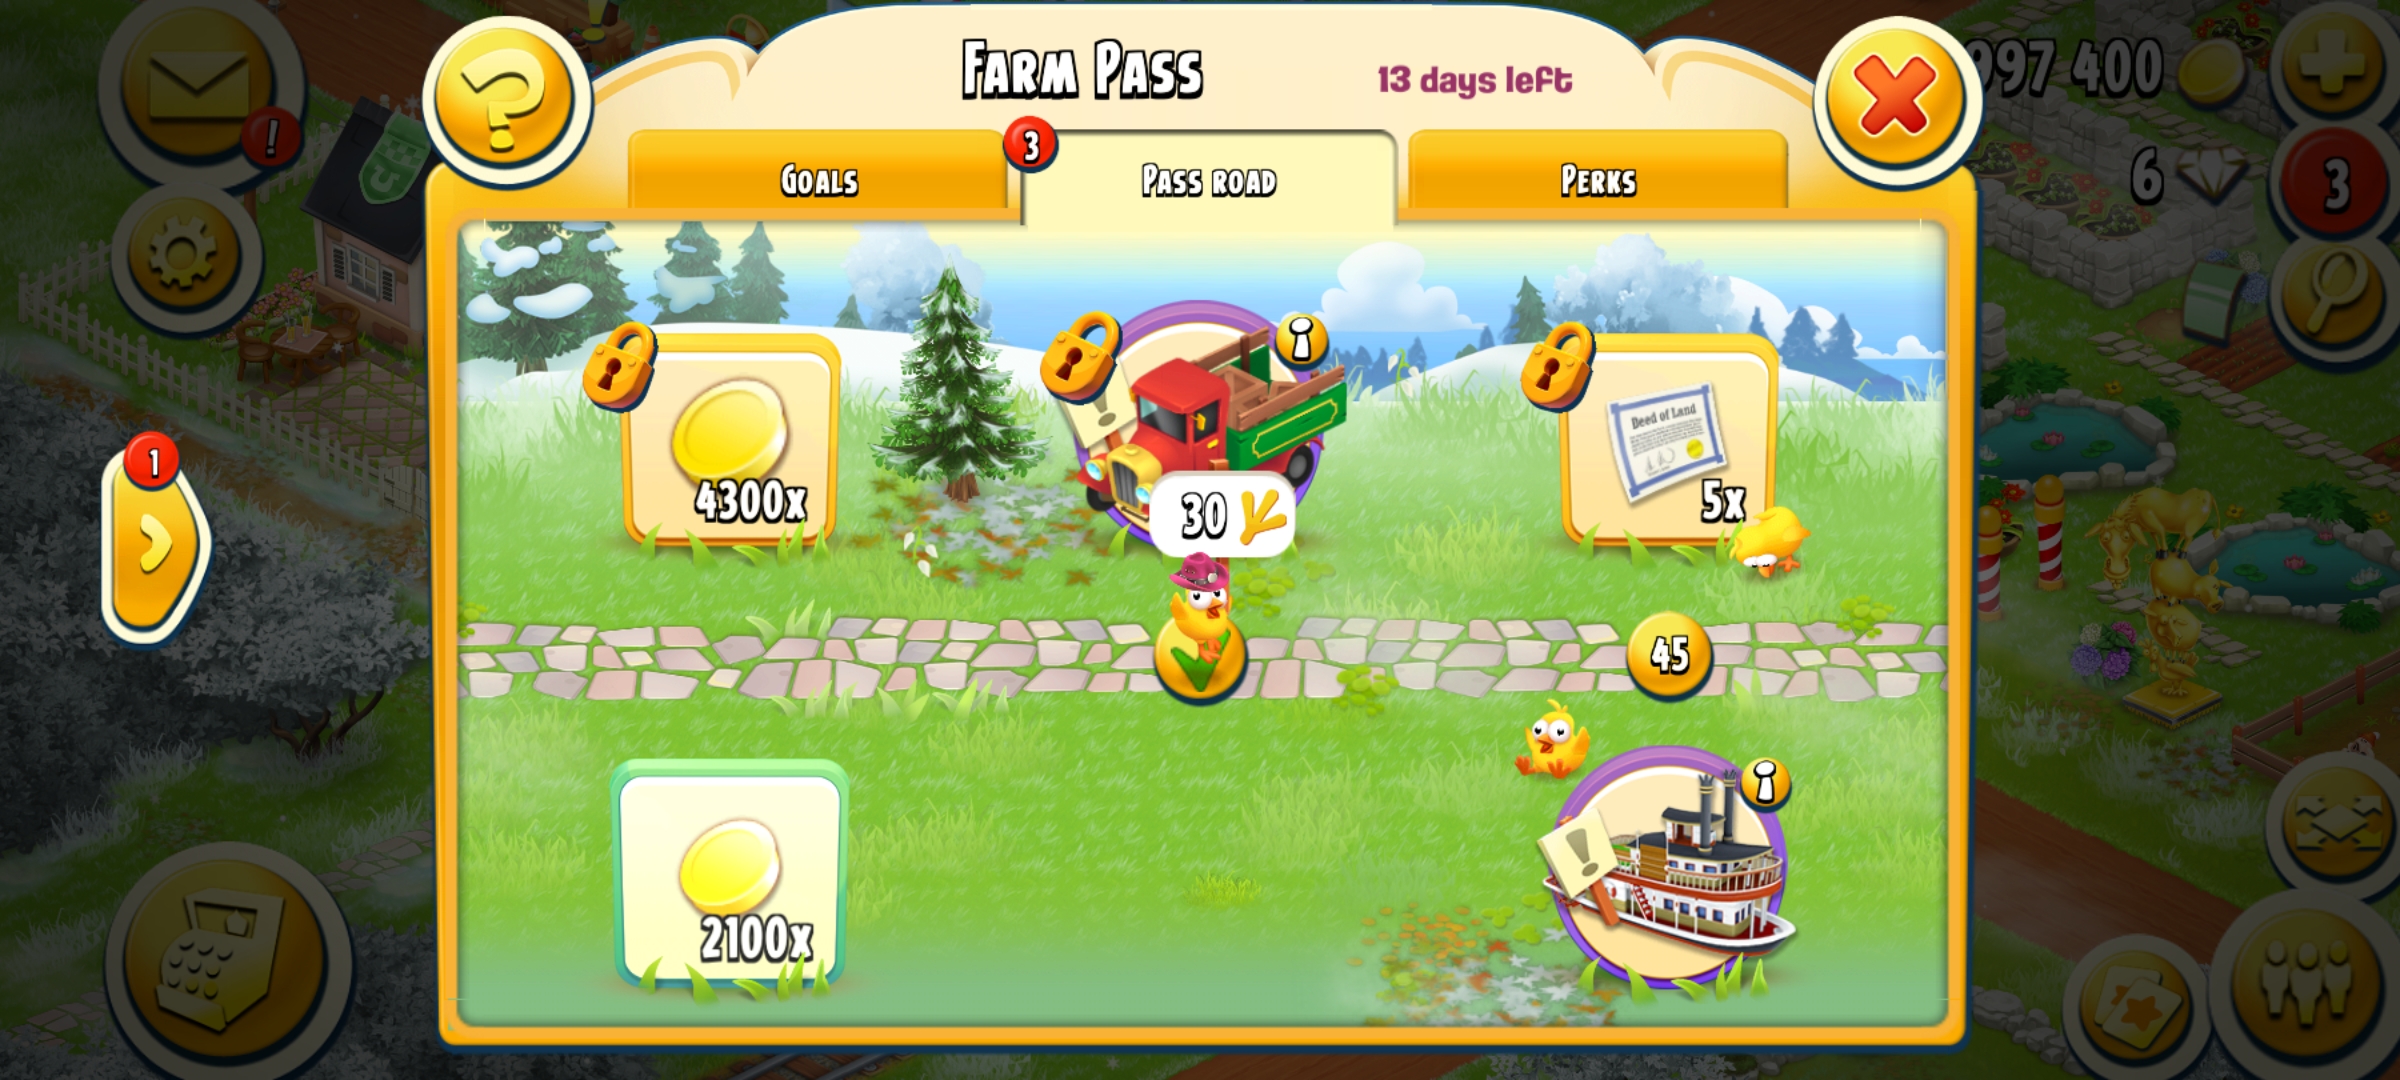 FARM PASS
13 days left
997 400
6
3
3
GOALS
PASS ROAD
PERKS
1
4300x
30
Deed of Land
5x
45
2100x